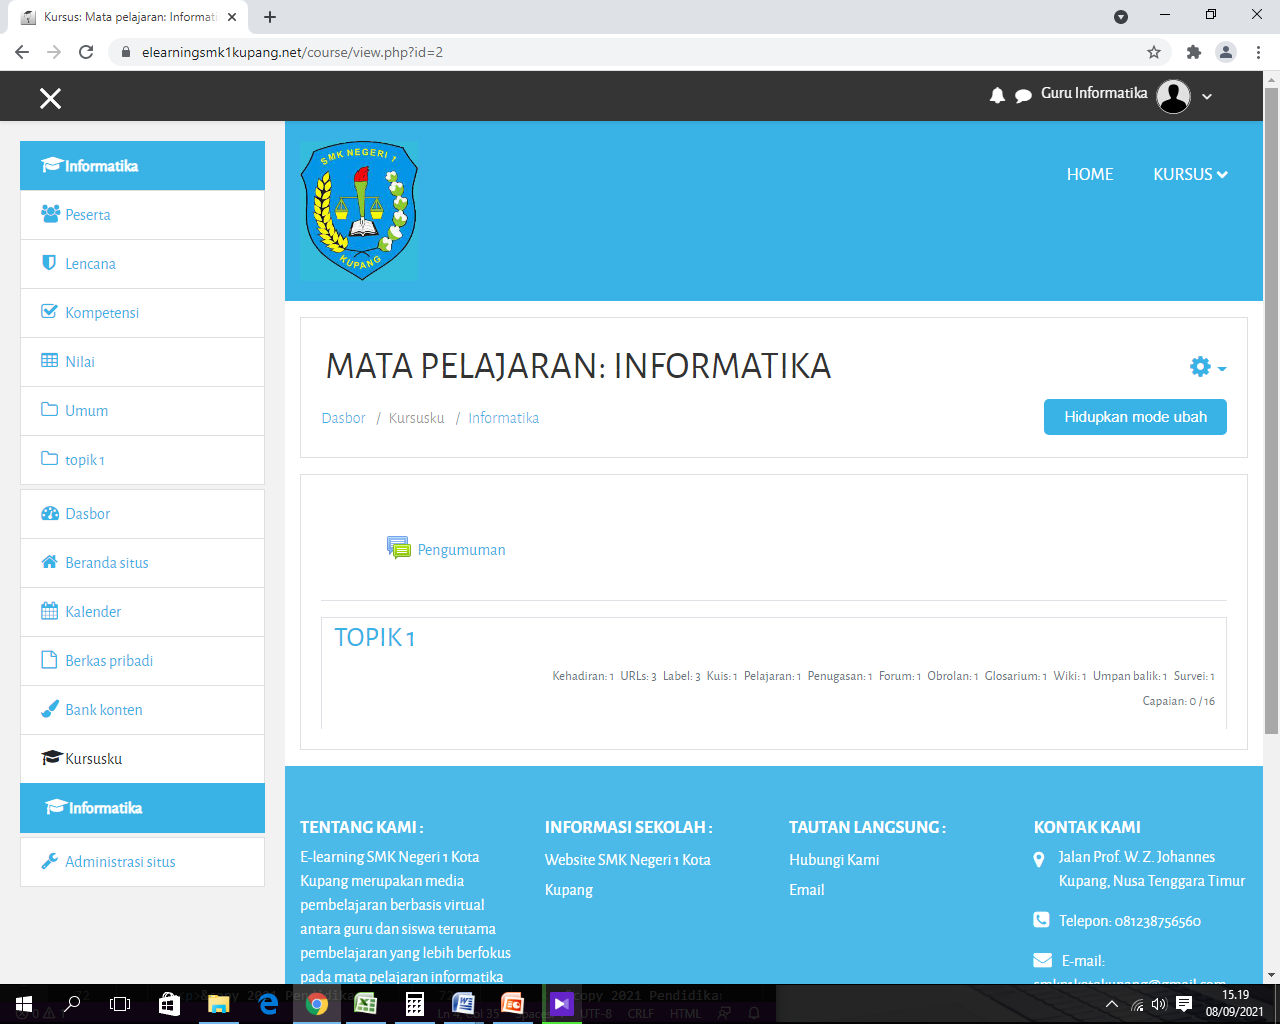 Kursus: Mata pelajaran: Informati
elearningsmk1kupang.net/course/view.php?id=2
Guru Informatika
Informatika
Peserta
Lencana
Kompetensi
Nilai
Umum
topik 1
Dasbor
Beranda situs
Kalender
Berkas pribadi
Bank konten
Kursusku
Informatika
Administrasi situs
SMK NEGERI 1
KUPANG
HOME
KURSUS
MATA PELAJARAN: INFORMATIKA
Dasbor / Kursusku / Informatika
Hidupkan mode ubah
Pengumuman
TOPIK 1
Kehadiran: 1 URLs: 3 Label: 3 Kuis: 1 Pelajaran: 1 Penugasan: 1 Forum: 1 Obrolan: 1 Glosarium: 1 Wiki: 1 Umpan balik: 1 Survei: 1
Capaian: 0 / 16
TENTANG KAMI :
E-learning SMK Negeri 1 Kota
Kupang merupakan media
pembelajaran berbasis virtual
antara guru dan siswa terutama
pembelajaran yang lebih berfokus
pada mata pelajaran informatika
INFORMASI SEKOLAH :
Website SMK Negeri 1 Kota
Kupang
TAUTAN LANGSUNG :
Hubungi Kami
Email
KONTAK KAMI
Jalan Prof. W. Z. Johannes
Kupang, Nusa Tenggara Timur
Telepon: 081238756560
E-mail:
15.19
08/09/2021
UTF-8 CRLF HTML